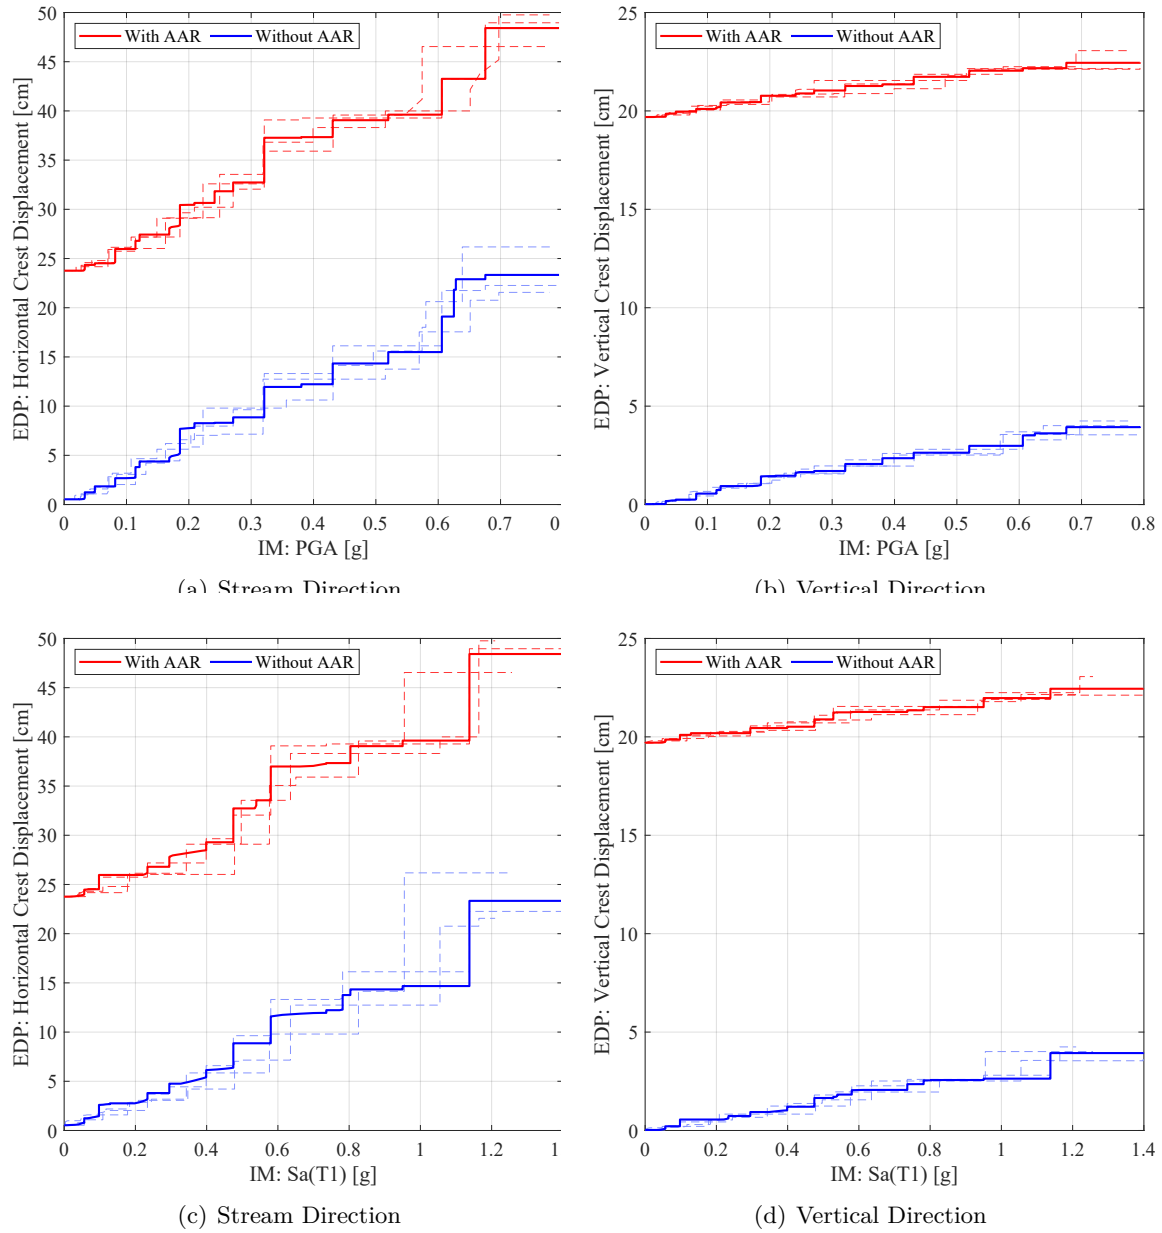 50
45
40
35
30
25
20
15
10
5
0
With AAR
Without AAR
EDP: Horizontal Crest Displacement [cm]
0 0.1 0.2 0.3 0.4 0.5 0.6 0.7 0
IM: PGA [g]
(a) Stream Direction
25
20
15
10
5
0
With AAR
Without AAR
EDP: Vertical Crest Displacement [cm]
0 0.1 0.2 0.3 0.4 0.5 0.6 0.7 0.8
IM: PGA [g]
(b) Vertical Direction
50
45
40
35
30
25
20
15
10
5
0
With AAR
Without AAR
EDP: Horizontal Crest Displacement [cm]
0 0.2 0.4 0.6 0.8 1 1.2 1
IM: Sa(T1) [g]
(c) Stream Direction
25
20
15
10
5
0
With AAR
Without AAR
EDP: Vertical Crest Displacement [cm]
0 0.2 0.4 0.6 0.8 1 1.2 1.4
IM: Sa(T1) [g]
(d) Vertical Direction